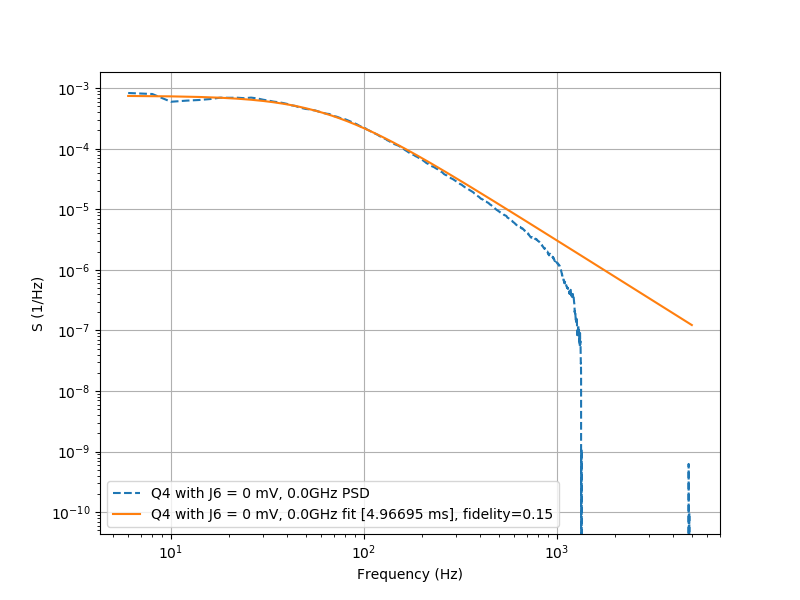 10⁻³
10⁻⁴
10⁻⁵
10⁻⁶
10⁻⁷
10⁻⁸
10⁻⁹
10⁻¹⁰
S (1/Hz)
Q4 with J6 = 0 mV, 0.0GHz PSD
Q4 with J6 = 0 mV, 0.0GHz fit [4.96695 ms], fidelity=0.15
10¹ 10² 10³
Frequency (Hz)